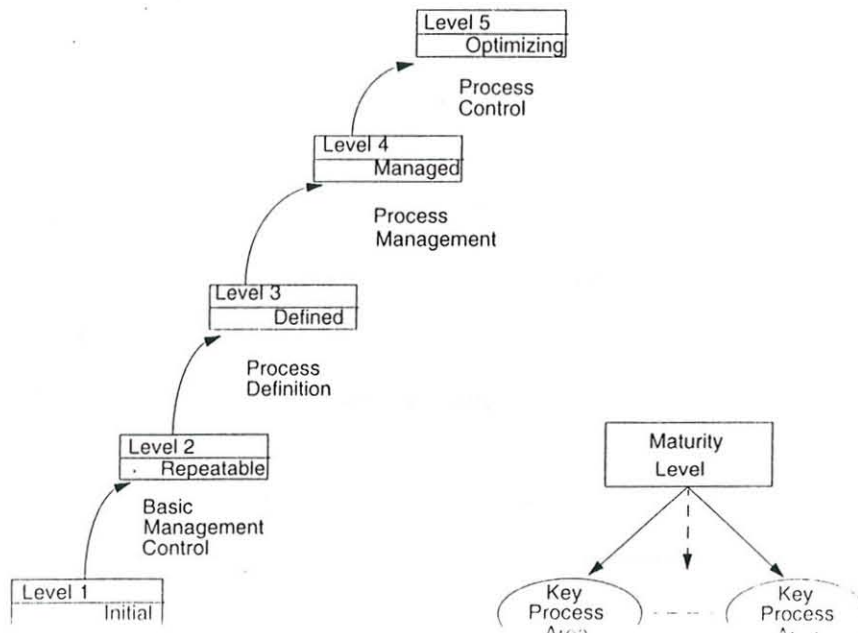 Level 5
Optimizing
Process
Control
Level 4
Managed
Process
Management
Level 3
Defined
Process
Definition
Level 2
Repeatable
Basic
Management
Control
Level 1
Initial
Maturity
Level
Key
Process
Area
Key
Process